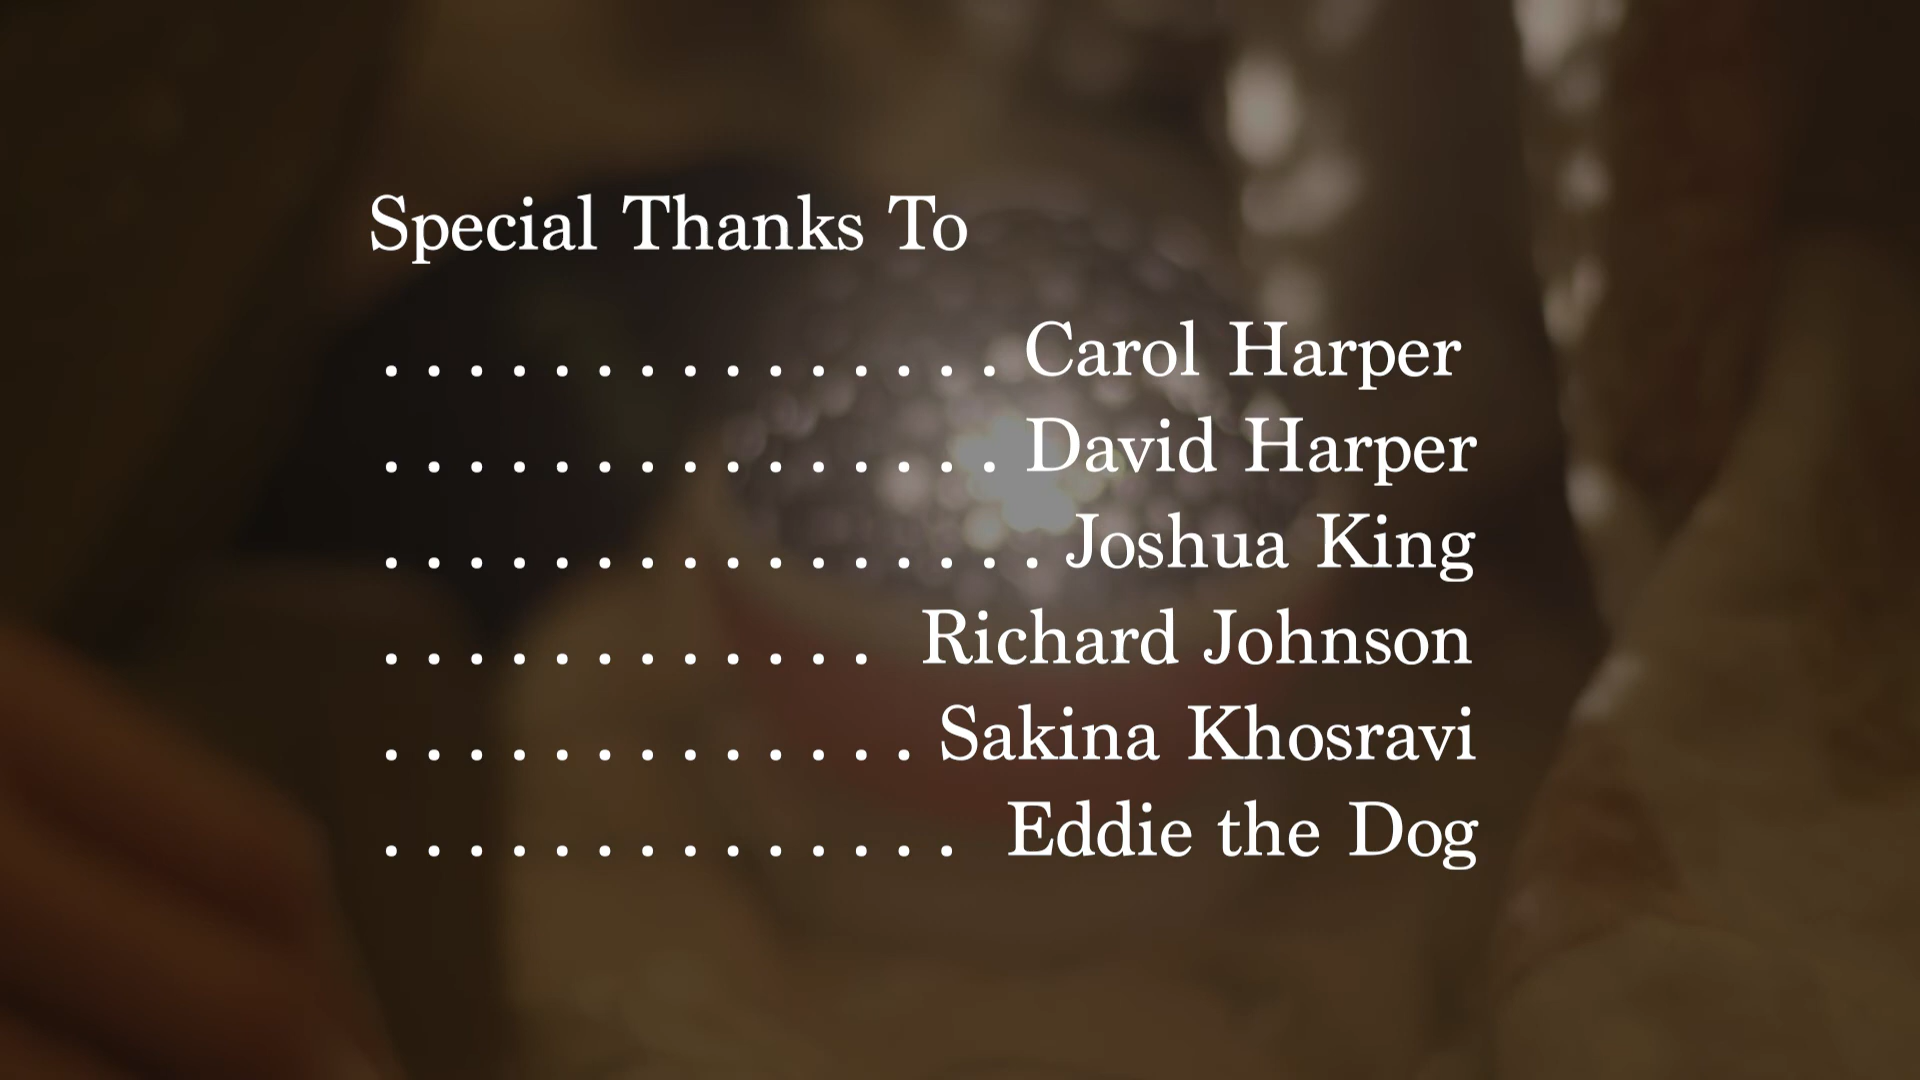 Special Thanks To
. . . . . . . . . . . . . . . Carol Harper
. . . . . . . . . . . . . . . David Harper
. . . . . . . . . . . . . . . . Joshua King
. . . . . . . . . . . . Richard Johnson
. . . . . . . . . . . . . Sakina Khosravi
. . . . . . . . . . . . . . Eddie the Dog